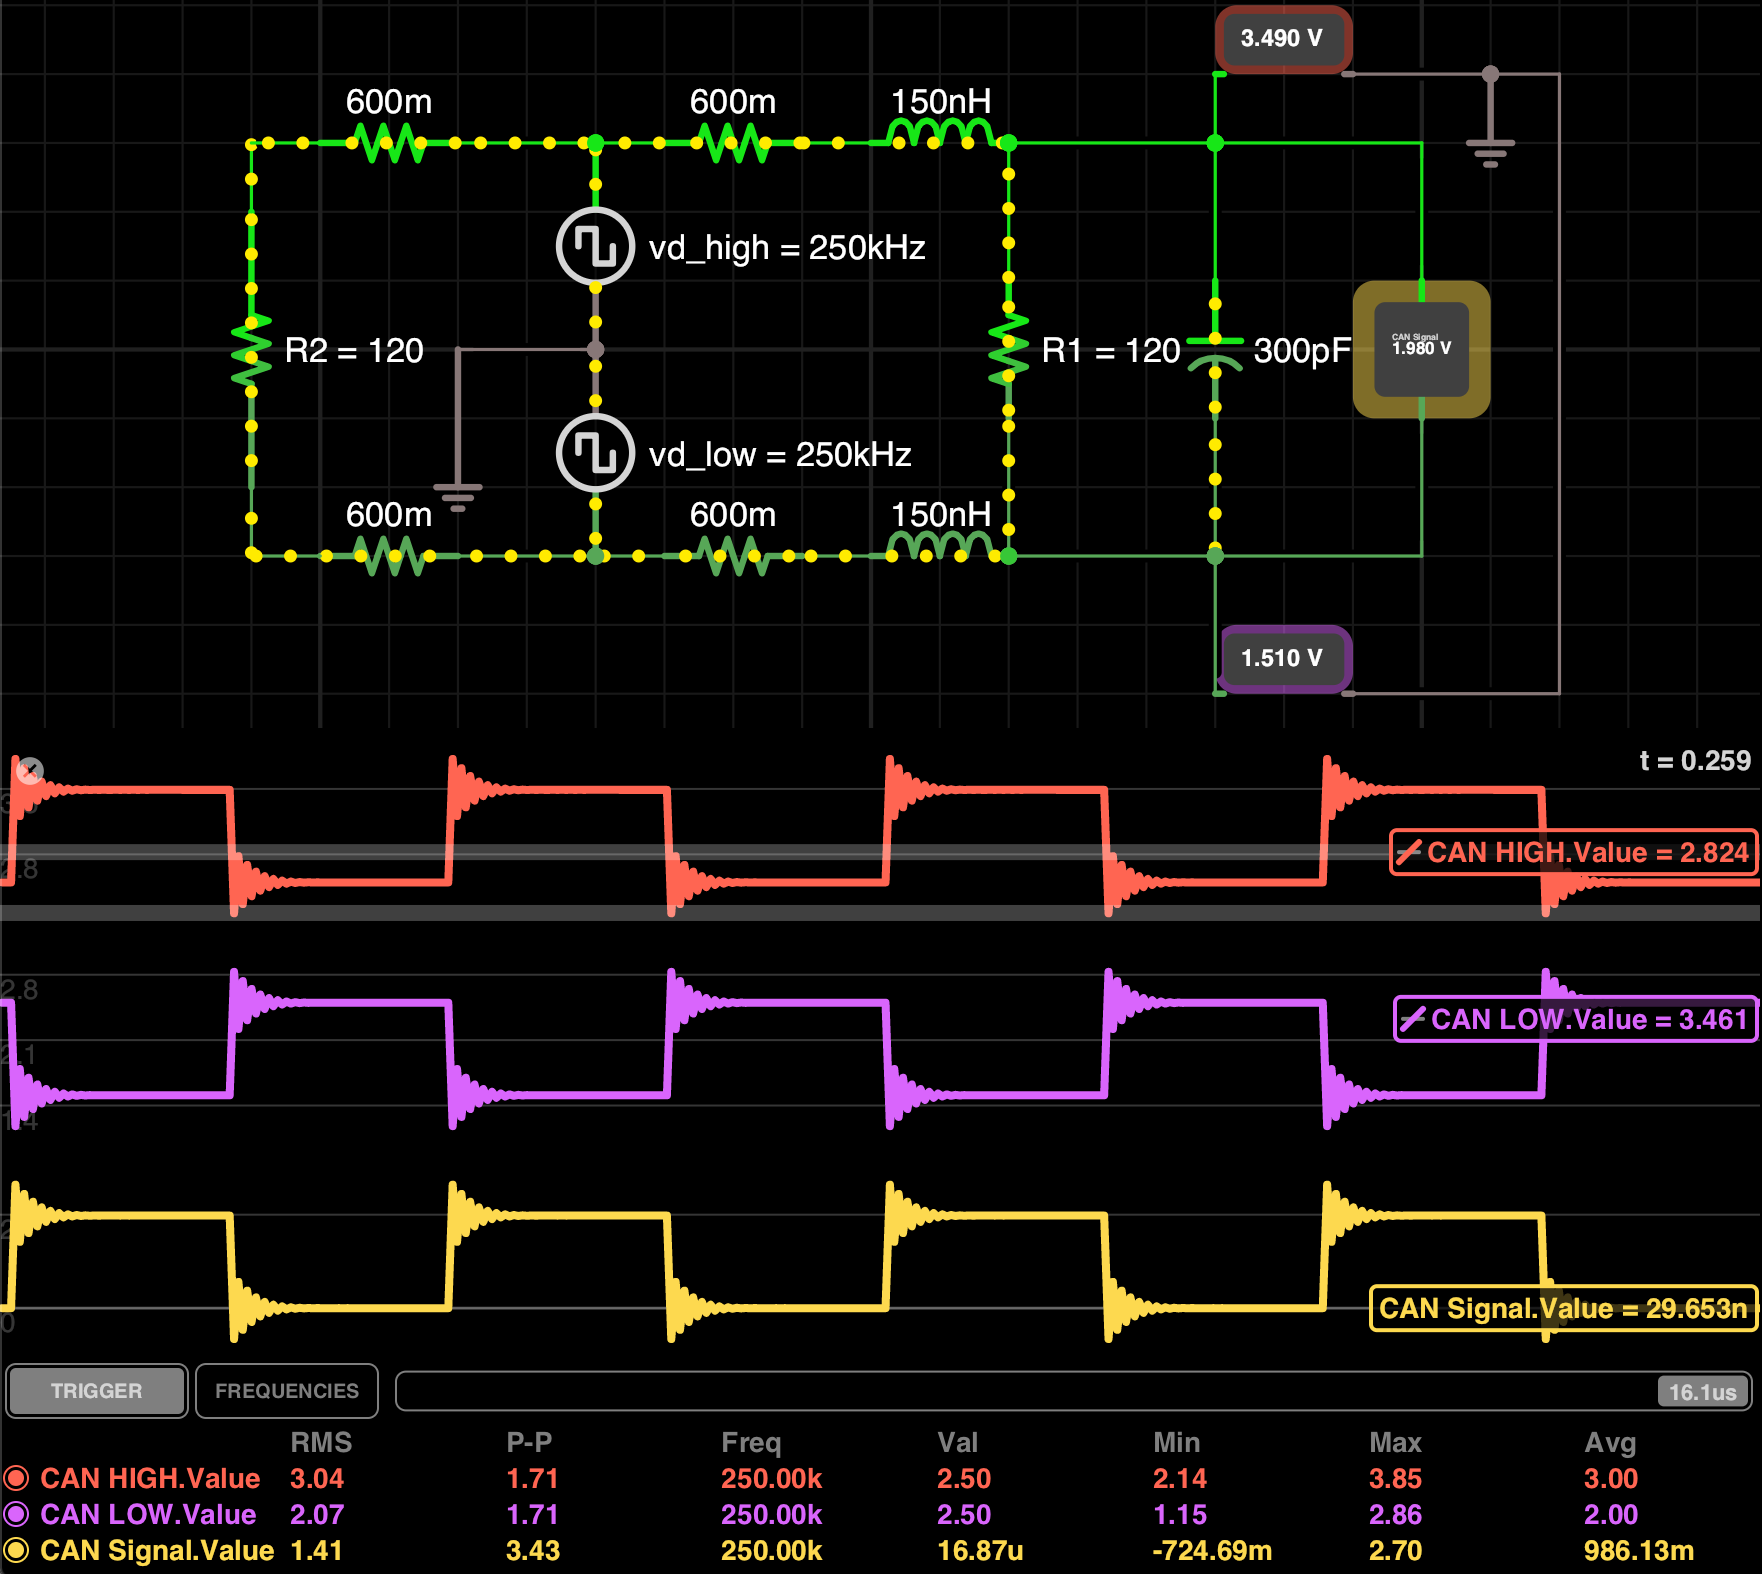 3.490 V
600m
600m
150nH
vd_high = 250kHz
R2 = 120
R1 = 120
300pF
CAN Signal
1.980 V
vd_low = 250kHz
600m
600m
150nH
1.510 V
t = 0.259
2.8
CAN HIGH.Value = 2.824
2.8
CAN LOW.Value = 3.461
2.1
1.4
2
CAN Signal.Value = 29.653n
0
TRIGGER
FREQUENCIES
16.1us
RMS P-P Freq Val Min Max Avg
CAN HIGH.Value 3.04 1.71 250.00k 2.50 2.14 3.85 3.00
CAN LOW.Value 2.07 1.71 250.00k 2.50 1.15 2.86 2.00
CAN Signal.Value 1.41 3.43 250.00k 16.87u -724.69m 2.70 986.13m